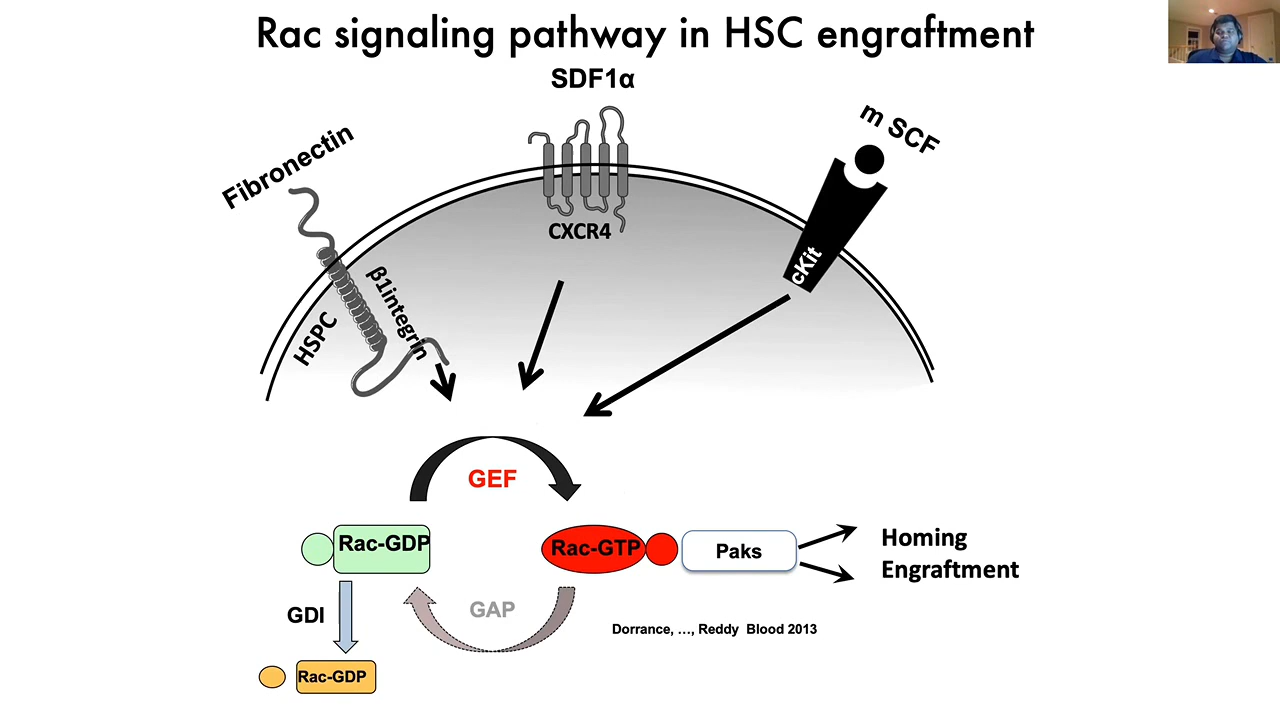 Rac signaling pathway in HSC engraftment
SDF1α
m SCF
Fibronectin
CXCR4
cKit
β1integrin
HSPC
GEF
Rac-GDP
Rac-GTP
Paks
Homing
Engraftment
GDI
GAP
Dorrance, ..., Reddy Blood 2013
Rac-GDP